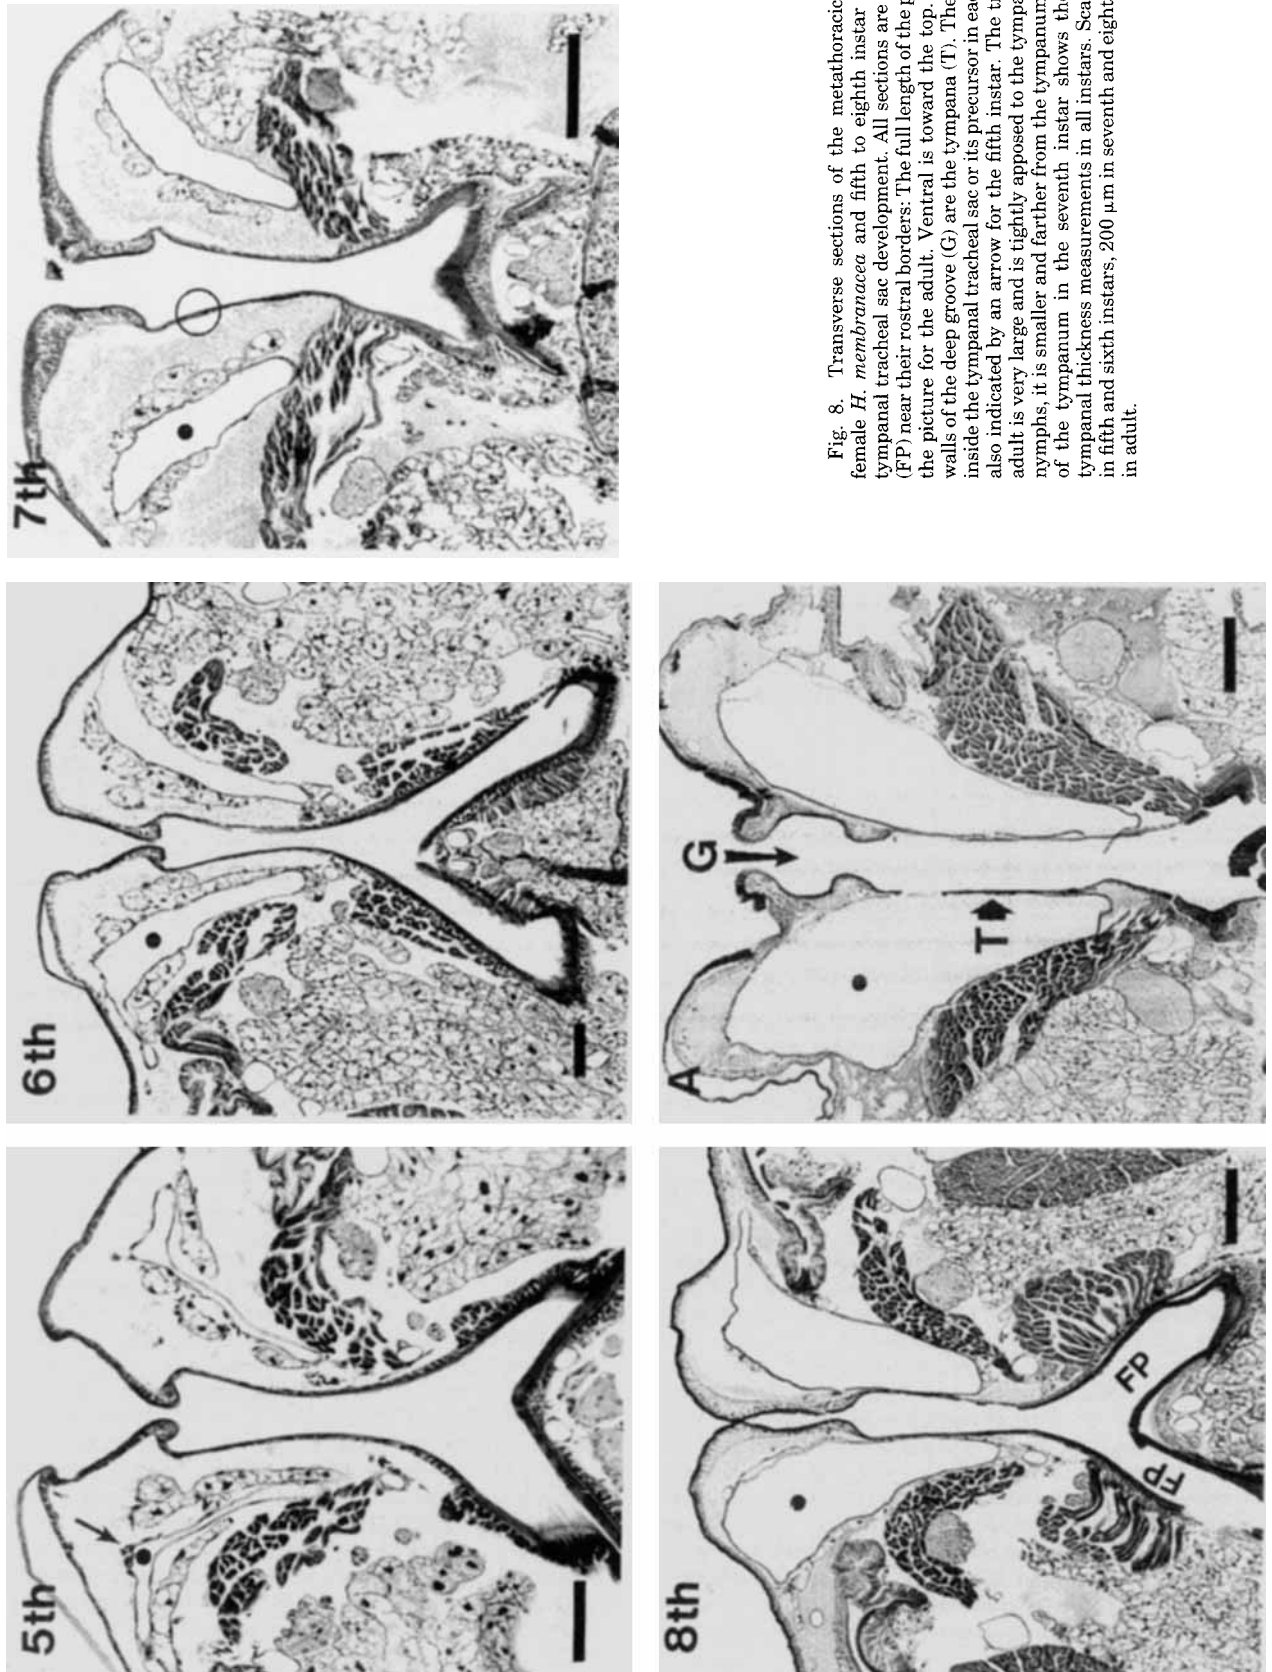 5th
6th
7th
8th
FP
FP
A
G
T
Fig. 8. Transverse sections of the metathoracic
female H. membranacea and fifth to eighth instar
tympanal tracheal sac development. All sections are
(FP) near their rostral borders: The full length of the
the picture for the adult. Ventral is toward the top.
walls of the deep groove (G) are the tympana (T). The
inside the tympanal tracheal sac or its precursor in
also indicated by an arrow for the fifth instar. The
adult is very large and is tightly apposed to the
nymphs, it is smaller and farther from the tympanum
of the tympanum in the seventh instar shows the
tympanal thickness measurements in all instars.
in fifth and sixth instars, 200 μm in seventh and
in adult.